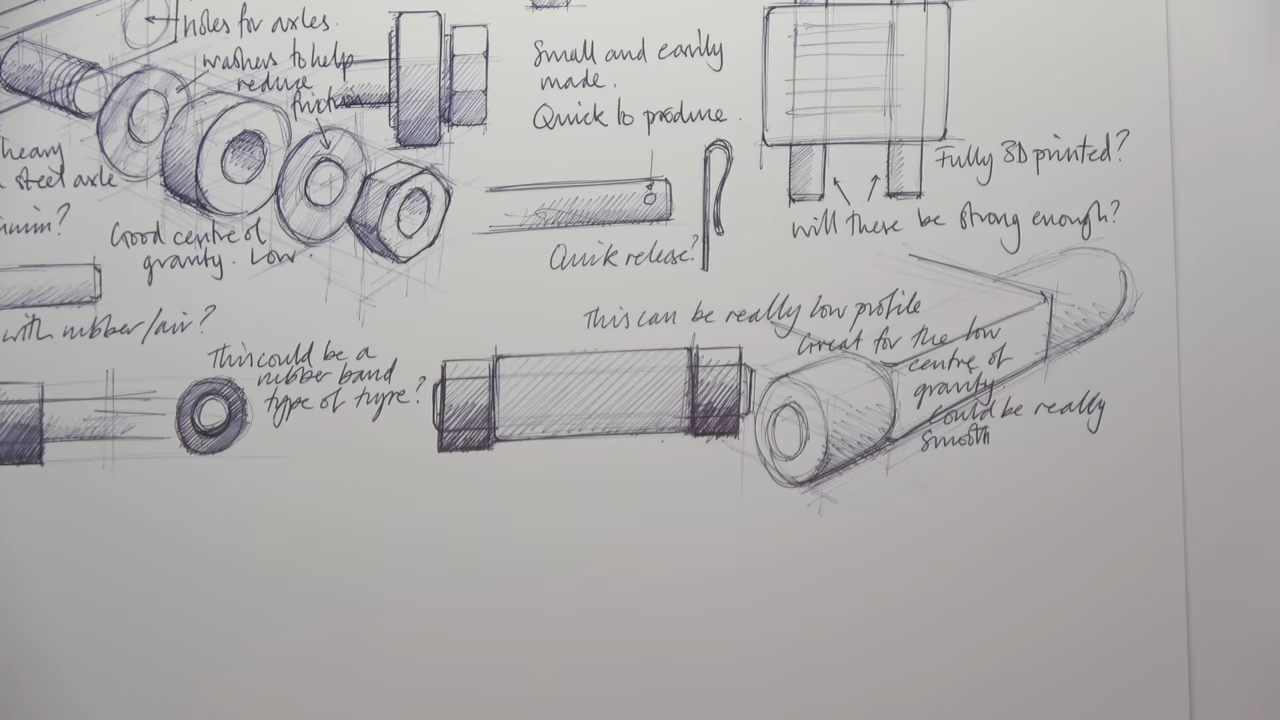 holes for axles.
washers to help
reduce
friction
heavy
steel axle
Good centre of
gravity. Low.
with rubber/air?
This could be a
rubber band
type of tyre?
Small and easily
made.
Quick to produce.
Quick release?
Fully 3D printed?
will there be strong enough?
This can be really low profile
Great for the low
centre of
gravity
could be really
smooth